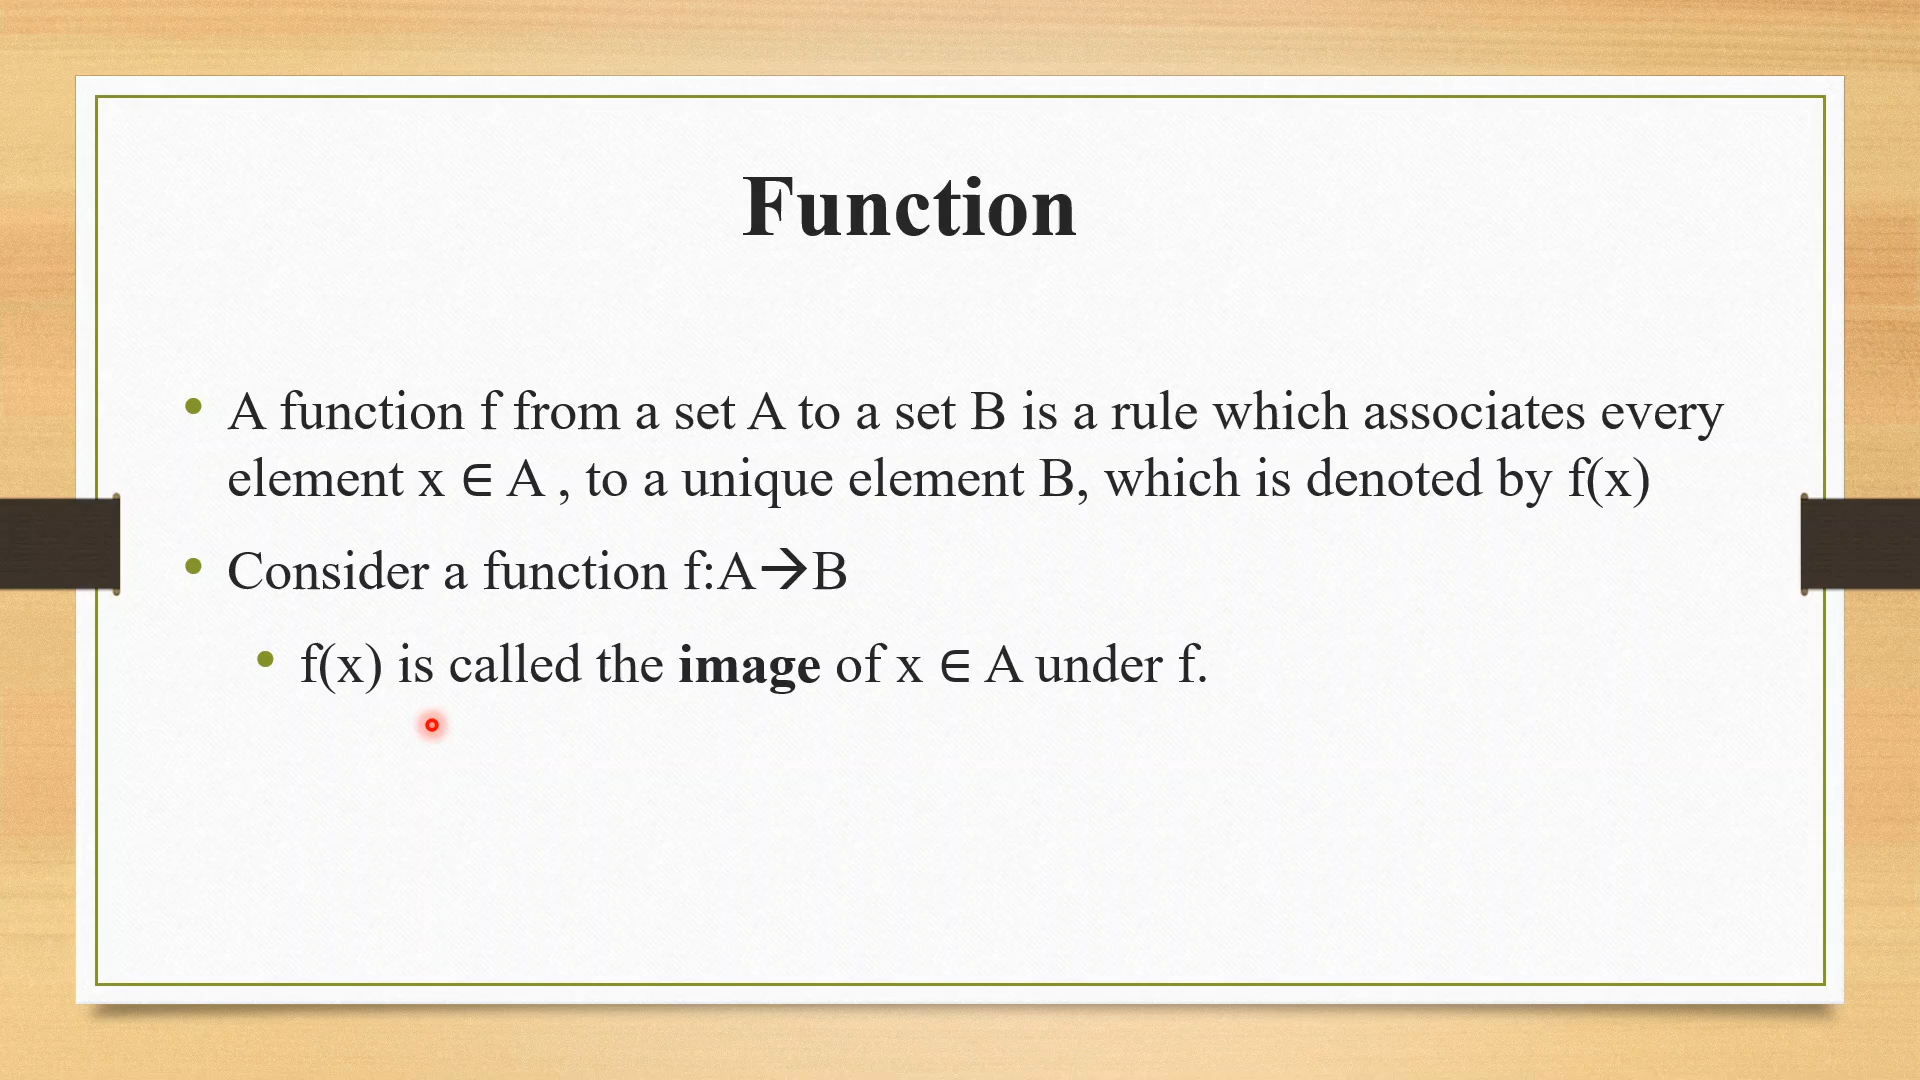 Function
• A function f from a set A to a set B is a rule which associates every
element x ∈ A , to a unique element B, which is denoted by f(x)
• Consider a function f:A→B
• f(x) is called the image of x ∈ A under f.